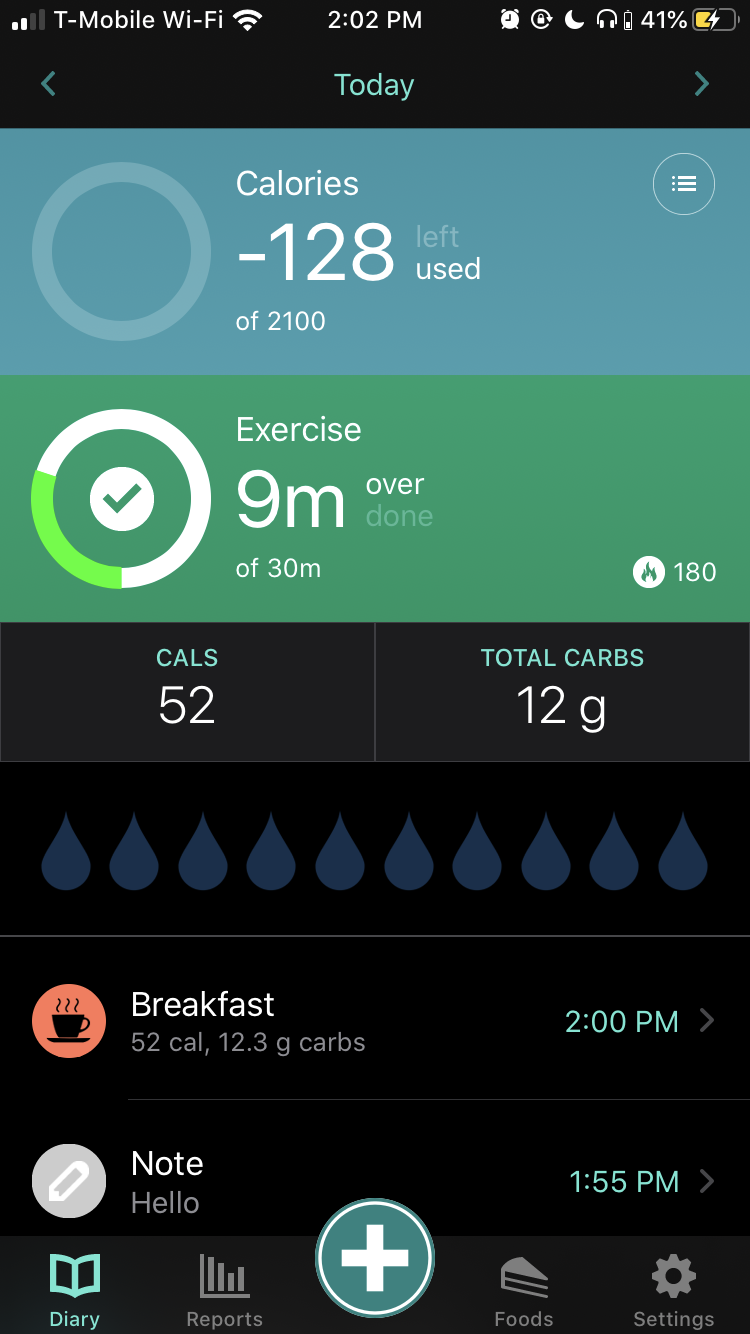 T-Mobile Wi-Fi 2:02 PM 41%
Today
Calories
-128 left
used
of 2100
Exercise
9m over
done
of 30m
180
CALS
52
TOTAL CARBS
12 g
Breakfast
52 cal, 12.3 g carbs
2:00 PM
Note
Hello
1:55 PM
Diary
Reports
Foods
Settings